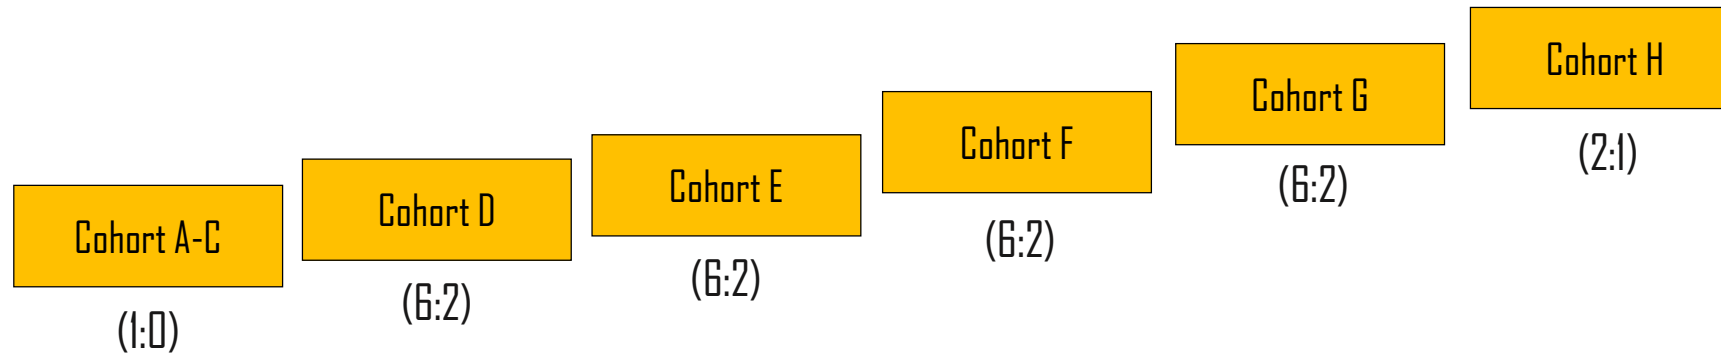 Cohort A-C
(1:0)
Cohort D
(6:2)
Cohort E
(6:2)
Cohort F
(6:2)
Cohort G
(6:2)
Cohort H
(2:1)